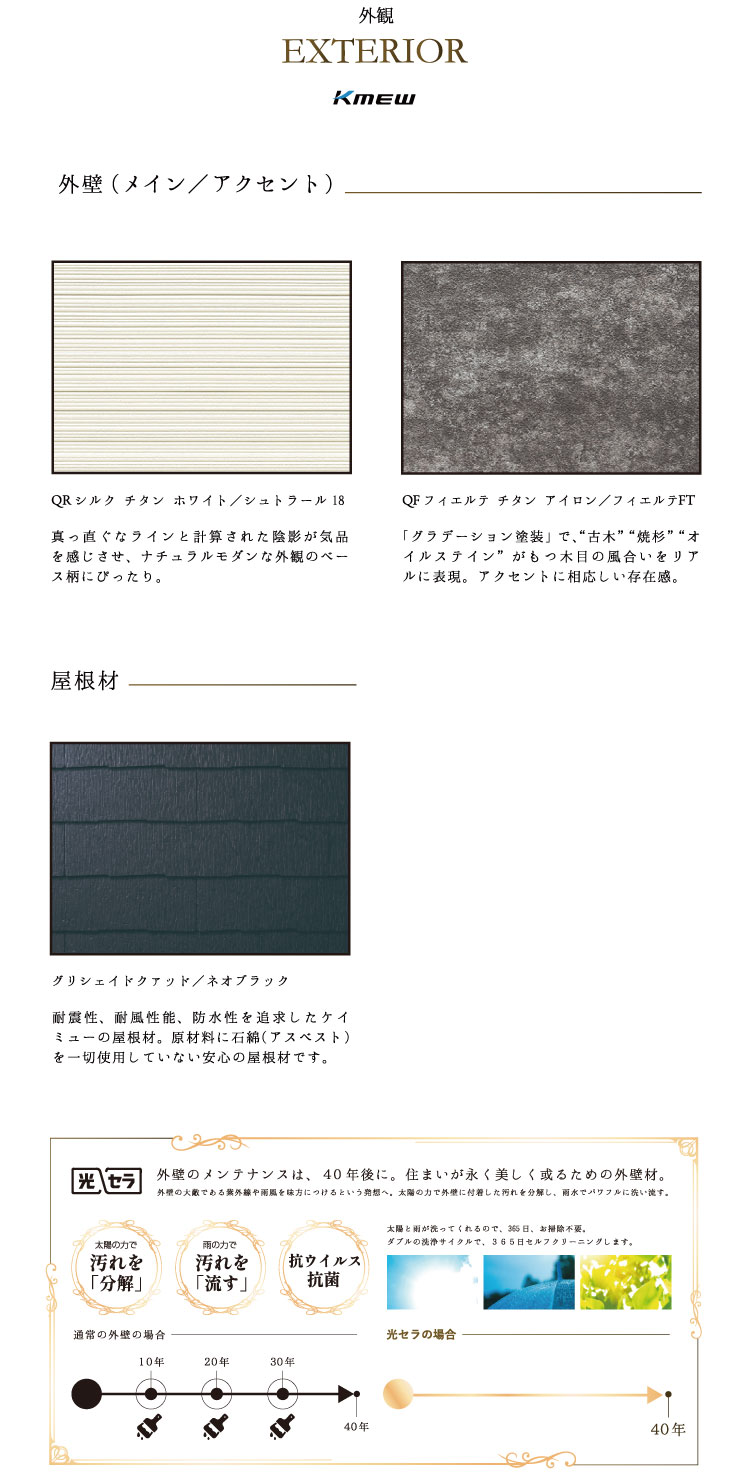 外観
EXTERIOR
KMEW
外壁（メイン／アクセント）
QRシルク チタン ホワイト／シュトラール18
真っ直ぐなラインと計算された陰影が気品
を感じさせ、ナチュラルモダンな外観のベー
ス柄にぴったり。
QFフィエルテ チタン アイロン／フィエルテFT
「グラデーション塗装」で、“古木”“焼杉”“オ
イルステイン”がもつ木目の風合いをリア
ルに表現。アクセントに相応しい存在感。
屋根材
グリシェイドクァッド／ネオブラック
耐震性、耐風性能、防水性を追求したケイ
ミューの屋根材。原材料に石綿（アスベスト）
を一切使用していない安心の屋根材です。
光セラ
外壁のメンテナンスは、40年後に。住まいが永く美しく或るための外壁材。
外壁の大敵である紫外線や雨風を味方につけるという発想へ。太陽の力で外壁に付着した汚れを分解し、雨水でパワフルに洗い流す。
太陽の力で
汚れを
「分解」
雨の力で
汚れを
「流す」
抗ウイルス
抗菌
太陽と雨が洗ってくれるので、365日、お掃除不要。
ダブルの洗浄サイクルで、３６５日セルフクリーニングします。
通常の外壁の場合
10年
20年
30年
40年
光セラの場合
40年